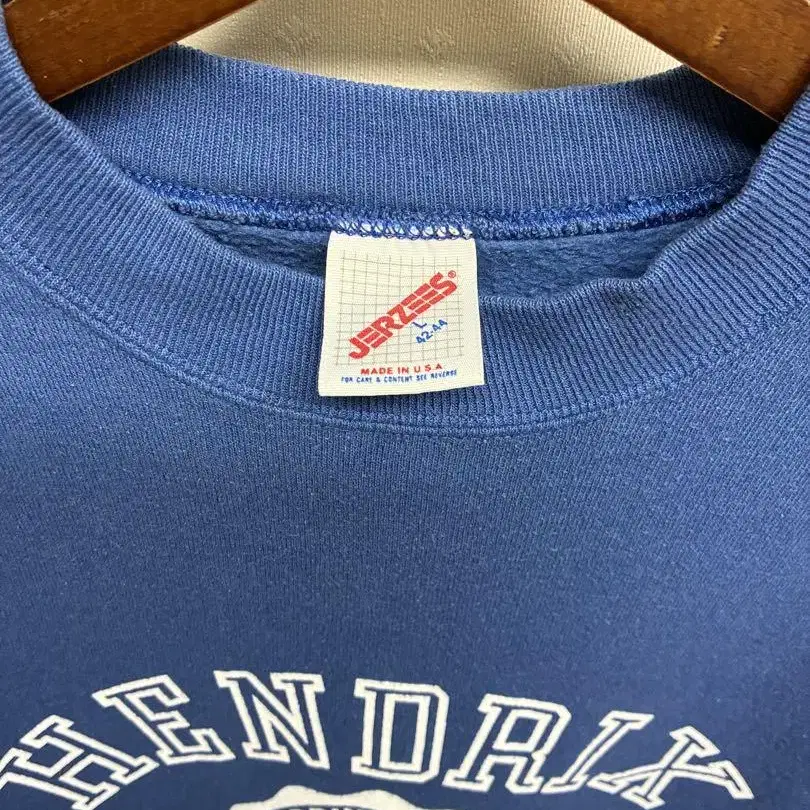 JERZEES®
L
42-44
MADE IN U.S.A
FOR CARE & CONTENT SEE REVERSE
HENDRIX